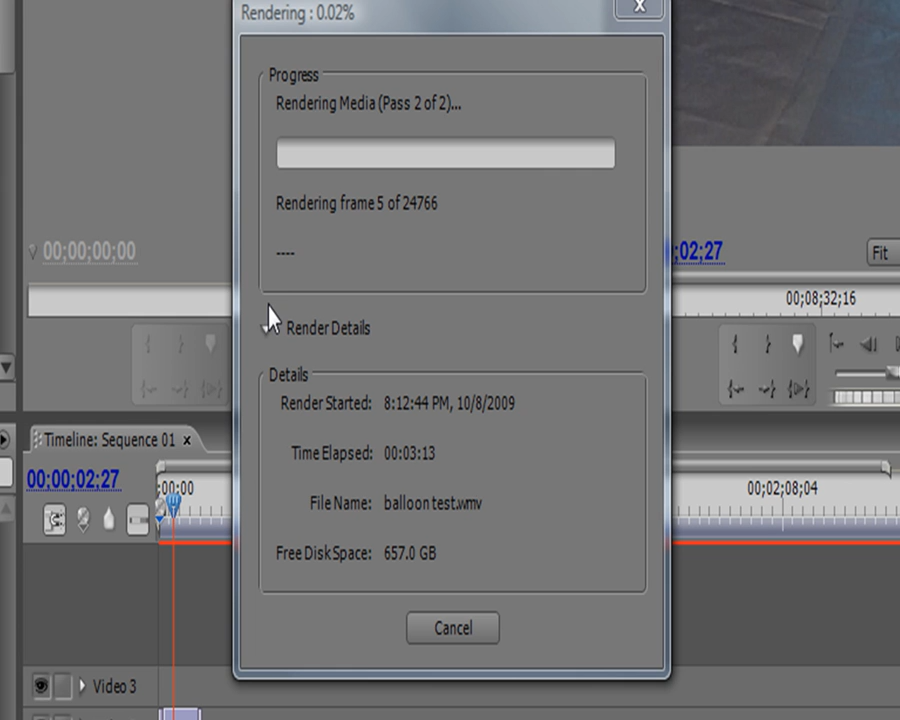 Rendering : 0.02%
X
Progress
Rendering Media (Pass 2 of 2)...
Rendering frame 5 of 24766
----
00;00;00;00
;02;27
Fit
00;08;32;16
Render Details
Details
Render Started: 8:12:44 PM, 10/8/2009
Time Elapsed: 00:03:13
File Name: balloon test.wmv
Free Disk Space: 657.0 GB
Cancel
Timeline: Sequence 01 x
00;00;02;27
;00;00
00;02;08;04
Video 3